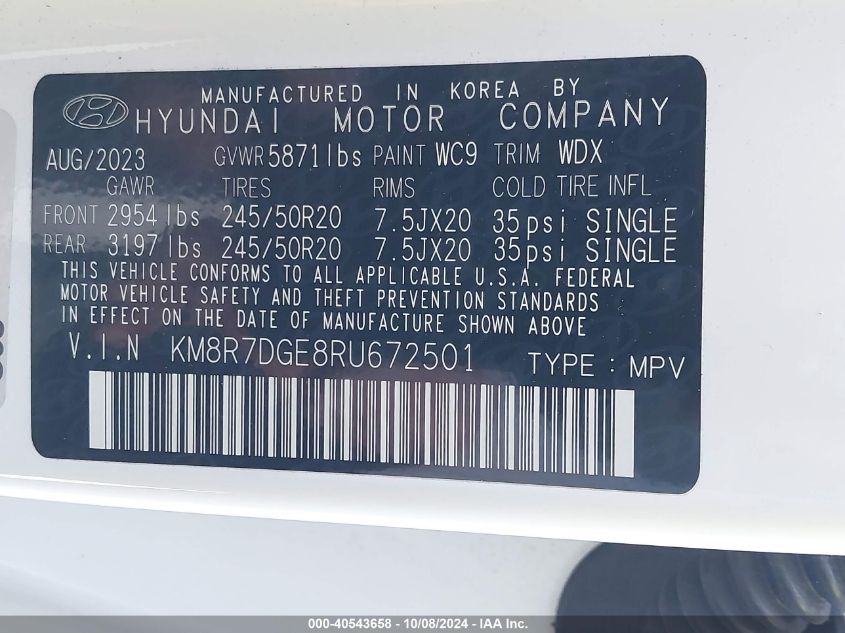 MANUFACTURED IN KOREA BY
HYUNDAI MOTOR COMPANY
AUG/2023 GVWR 5871 lbs PAINT WC9 TRIM WDX
GAWR TIRES RIMS COLD TIRE INFL
FRONT 2954 lbs 245/50R20 7.5JX20 35psi SINGLE
REAR 3197 lbs 245/50R20 7.5JX20 35psi SINGLE
THIS VEHICLE CONFORMS TO ALL APPLICABLE U.S.A. FEDERAL
MOTOR VEHICLE SAFETY AND THEFT PREVENTION STANDARDS
IN EFFECT ON THE DATE OF MANUFACTURE SHOWN ABOVE
V.I.N KM8R7DGE8RU672501 TYPE : MPV
000-40543658 - 10/08/2024 - IAAI.com